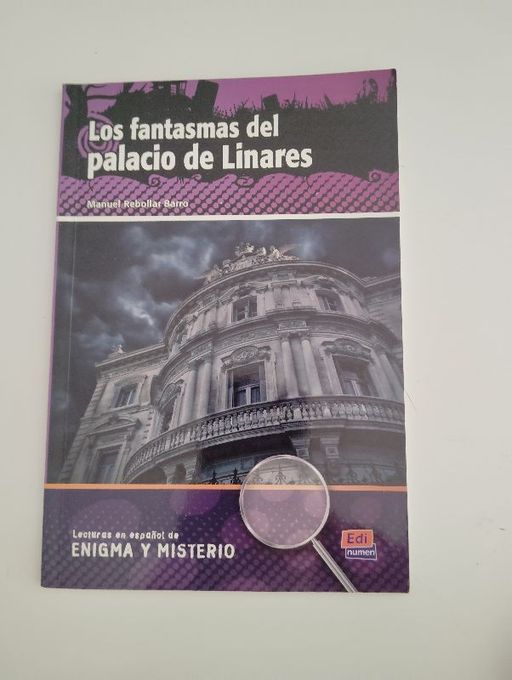 Los fantasmas del
palacio de Linares
Manuel Rebollar Barro
Lecturas en español de
ENIGMA Y MISTERIO
Edi
numen